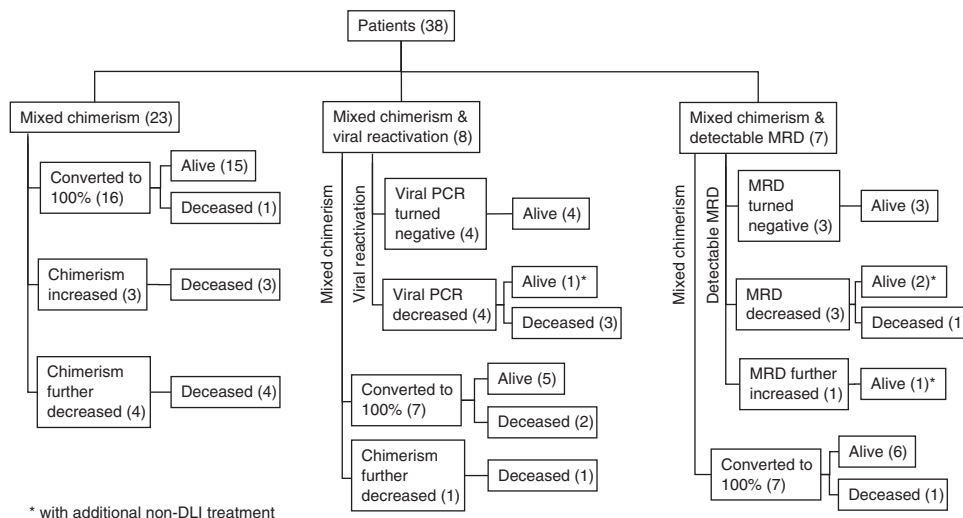 Patients (38)
Mixed chimerism (23)
Converted to
100% (16)
Alive (15)
Deceased (1)
Chimerism
increased (3)
Deceased (3)
Chimerism
further
decreased (4)
Deceased (4)
Mixed chimerism &
viral reactivation (8)
Mixed chimerism
Viral reactivation
Viral PCR
turned
negative (4)
Alive (4)
Viral PCR
decreased (4)
Alive (1)*
Deceased (3)
Converted to
100% (7)
Alive (5)
Deceased (2)
Chimerism
further
decreased (1)
Deceased (1)
Mixed chimerism &
detectable MRD (7)
Mixed chimerism
Detectable MRD
MRD
turned
negative (3)
Alive (3)
MRD
decreased (3)
Alive (2)*
Deceased (1
MRD further
increased (1)
Alive (1)*
Converted to
100% (7)
Alive (6)
Deceased (1)
* with additional non-DLI treatment